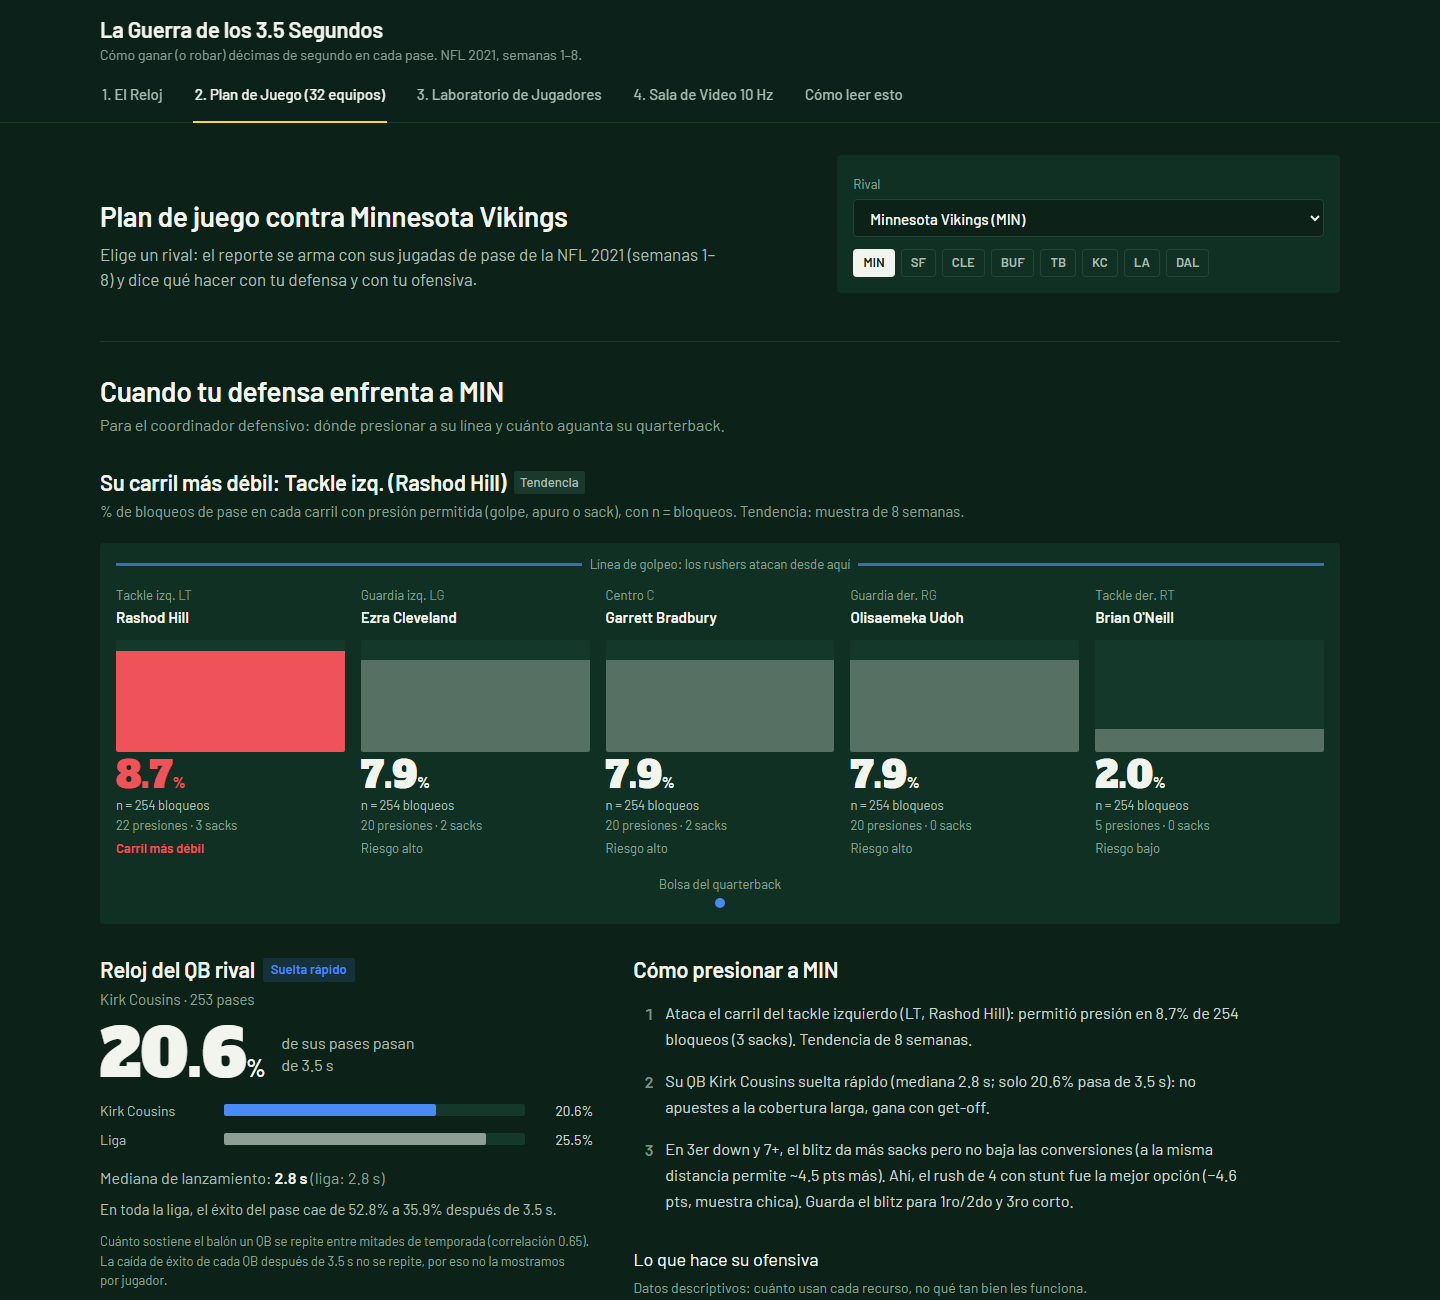 La Guerra de los 3.5 Segundos
Cómo ganar (o robar) décimas de segundo en cada pase. NFL 2021, semanas 1–8.
1. El Reloj
2. Plan de Juego (32 equipos)
3. Laboratorio de Jugadores
4. Sala de Video 10 Hz
Cómo leer esto
Plan de juego contra Minnesota Vikings
Elige un rival: el reporte se arma con sus jugadas de pase de la NFL 2021 (semanas 1–
8) y dice qué hacer con tu defensa y con tu ofensiva.
Rival
Minnesota Vikings (MIN)
MIN SF CLE BUF TB KC LA DAL
Cuando tu defensa enfrenta a MIN
Para el coordinador defensivo: dónde presionar a su línea y cuánto aguanta su quarterback.
Su carril más débil: Tackle izq. (Rashod Hill) Tendencia
% de bloqueos de pase en cada carril con presión permitida (golpe, apuro o sack), con n = bloqueos. Tendencia: muestra de 8 semanas.
Línea de golpeo: los rushers atacan desde aquí
Tackle izq. LT
Rashod Hill
8.7%
n = 254 bloqueos
22 presiones · 3 sacks
Carril más débil
Guardia izq. LG
Ezra Cleveland
7.9%
n = 254 bloqueos
20 presiones · 2 sacks
Riesgo alto
Centro C
Garrett Bradbury
7.9%
n = 254 bloqueos
20 presiones · 2 sacks
Riesgo alto
Guardia der. RG
Olisaemeka Udoh
7.9%
n = 254 bloqueos
20 presiones · 0 sacks
Riesgo alto
Tackle der. RT
Brian O'Neill
2.0%
n = 254 bloqueos
5 presiones · 0 sacks
Riesgo bajo
Bolsa del quarterback
Reloj del QB rival Suelta rápido
Kirk Cousins · 253 pases
20.6%
de sus pases pasan
de 3.5 s
Kirk Cousins 20.6%
Liga 25.5%
Mediana de lanzamiento: 2.8 s (liga: 2.8 s)
En toda la liga, el éxito del pase cae de 52.8% a 35.9% después de 3.5 s.
Cuánto sostiene el balón un QB se repite entre mitades de temporada (correlación 0.65).
La caída de éxito de cada QB después de 3.5 s no se repite, por eso no la mostramos
por jugador.
Cómo presionar a MIN
1 Ataca el carril del tackle izquierdo (LT, Rashod Hill): permitió presión en 8.7% de 254
bloqueos (3 sacks). Tendencia de 8 semanas.
2 Su QB Kirk Cousins suelta rápido (mediana 2.8 s; solo 20.6% pasa de 3.5 s): no
apuestes a la cobertura larga, gana con get-off.
3 En 3er down y 7+, el blitz da más sacks pero no baja las conversiones (a la misma
distancia permite ~4.5 pts más). Ahí, el rush de 4 con stunt fue la mejor opción (−4.6
pts, muestra chica). Guarda el blitz para 1ro/2do y 3ro corto.
Lo que hace su ofensiva
Datos descriptivos: cuánto usan cada recurso, no qué tan bien les funciona.